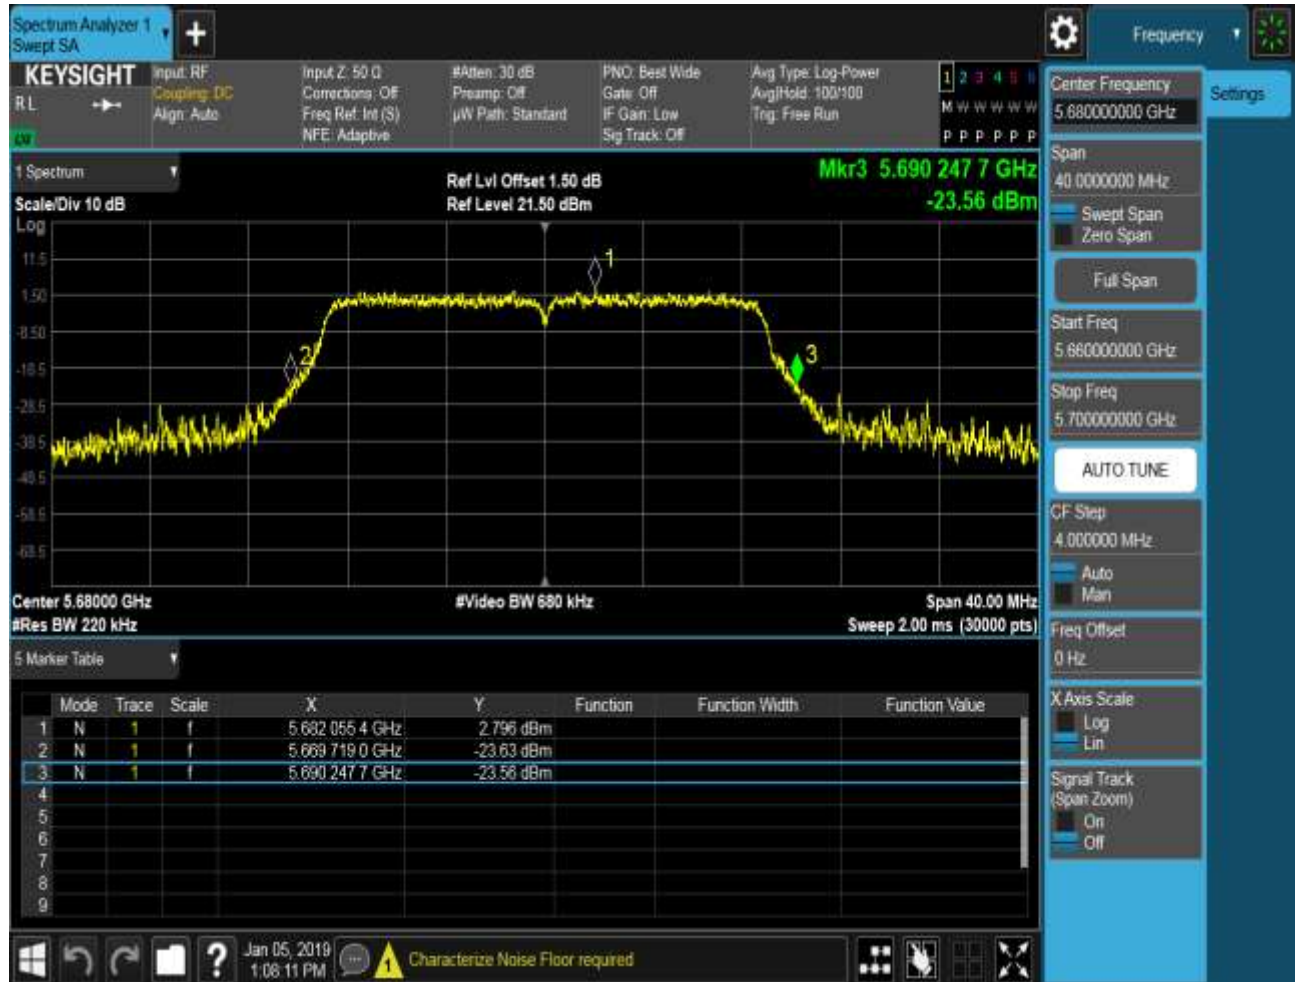 Spectrum Analyzer 1
Swept SA
+
Frequency
KEYSIGHT
RL
Input: RF
Coupling: DC
Align: Auto
Input Z: 50 Ω
Corrections: Off
Freq Ref: Int (S)
NFE: Adaptive
#Atten: 30 dB
Preamp: Off
µW Path: Standard
PNO: Best Wide
Gate: Off
IF Gain: Low
Sig Track: Off
Avg Type: Log-Power
Avg|Hold: 100/100
Trig: Free Run
1 2 3 4 5 6
M W W W W W
P P P P P P
1 Spectrum
Scale/Div 10 dB
Log
Ref Lvl Offset 1.50 dB
Ref Level 21.50 dBm
Mkr3 5.690 247 7 GHz
-23.56 dBm
11.5
1.50
-8.50
-18.5
-28.5
-38.5
-48.5
-58.5
-68.5
1
2
3
Center 5.68000 GHz
#Res BW 220 kHz
#Video BW 680 kHz
Span 40.00 MHz
Sweep 2.00 ms (30000 pts)
5 Marker Table
Mode Trace Scale X Y Function Function Width Function Value
1 N 1 f 5.682 055 4 GHz 2.796 dBm
2 N 1 f 5.669 719 0 GHz -23.63 dBm
3 N 1 f 5.690 247 7 GHz -23.56 dBm
4
5
6
7
8
9
?
Jan 05, 2019
1:08:11 PM
Characterize Noise Floor required
Center Frequency
5.680000000 GHz
Settings
Span
40.0000000 MHz
Swept Span
Zero Span
Full Span
Start Freq
5.660000000 GHz
Stop Freq
5.700000000 GHz
AUTO TUNE
CF Step
4.000000 MHz
Auto
Man
Freq Offset
0 Hz
X Axis Scale
Log
Lin
Signal Track
(Span Zoom)
On
Off